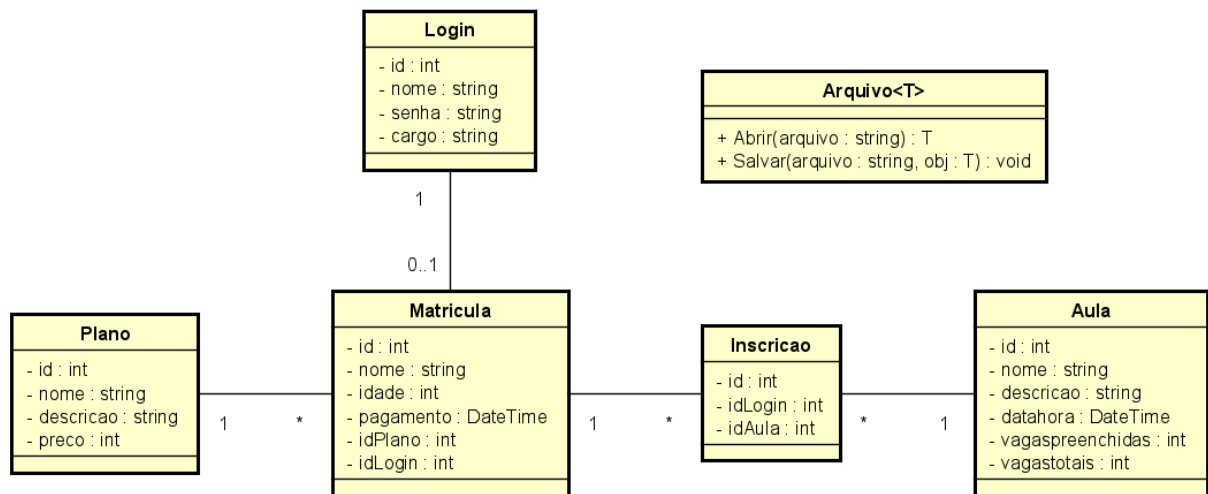 Login
- id : int
- nome : string
- senha : string
- cargo : string
Arquivo<T>
+ Abrir(arquivo : string) : T
+ Salvar(arquivo : string, obj : T) : void
1
0..1
Plano
- id : int
- nome : string
- descricao : string
- preco : int
1
*
Matricula
- id : int
- nome : string
- idade : int
- pagamento : DateTime
- idPlano : int
- idLogin : int
1
*
Inscricao
- id : int
- idLogin : int
- idAula : int
*
1
Aula
- id : int
- nome : string
- descricao : string
- datahora : DateTime
- vagaspreenchidas : int
- vagastotais : int